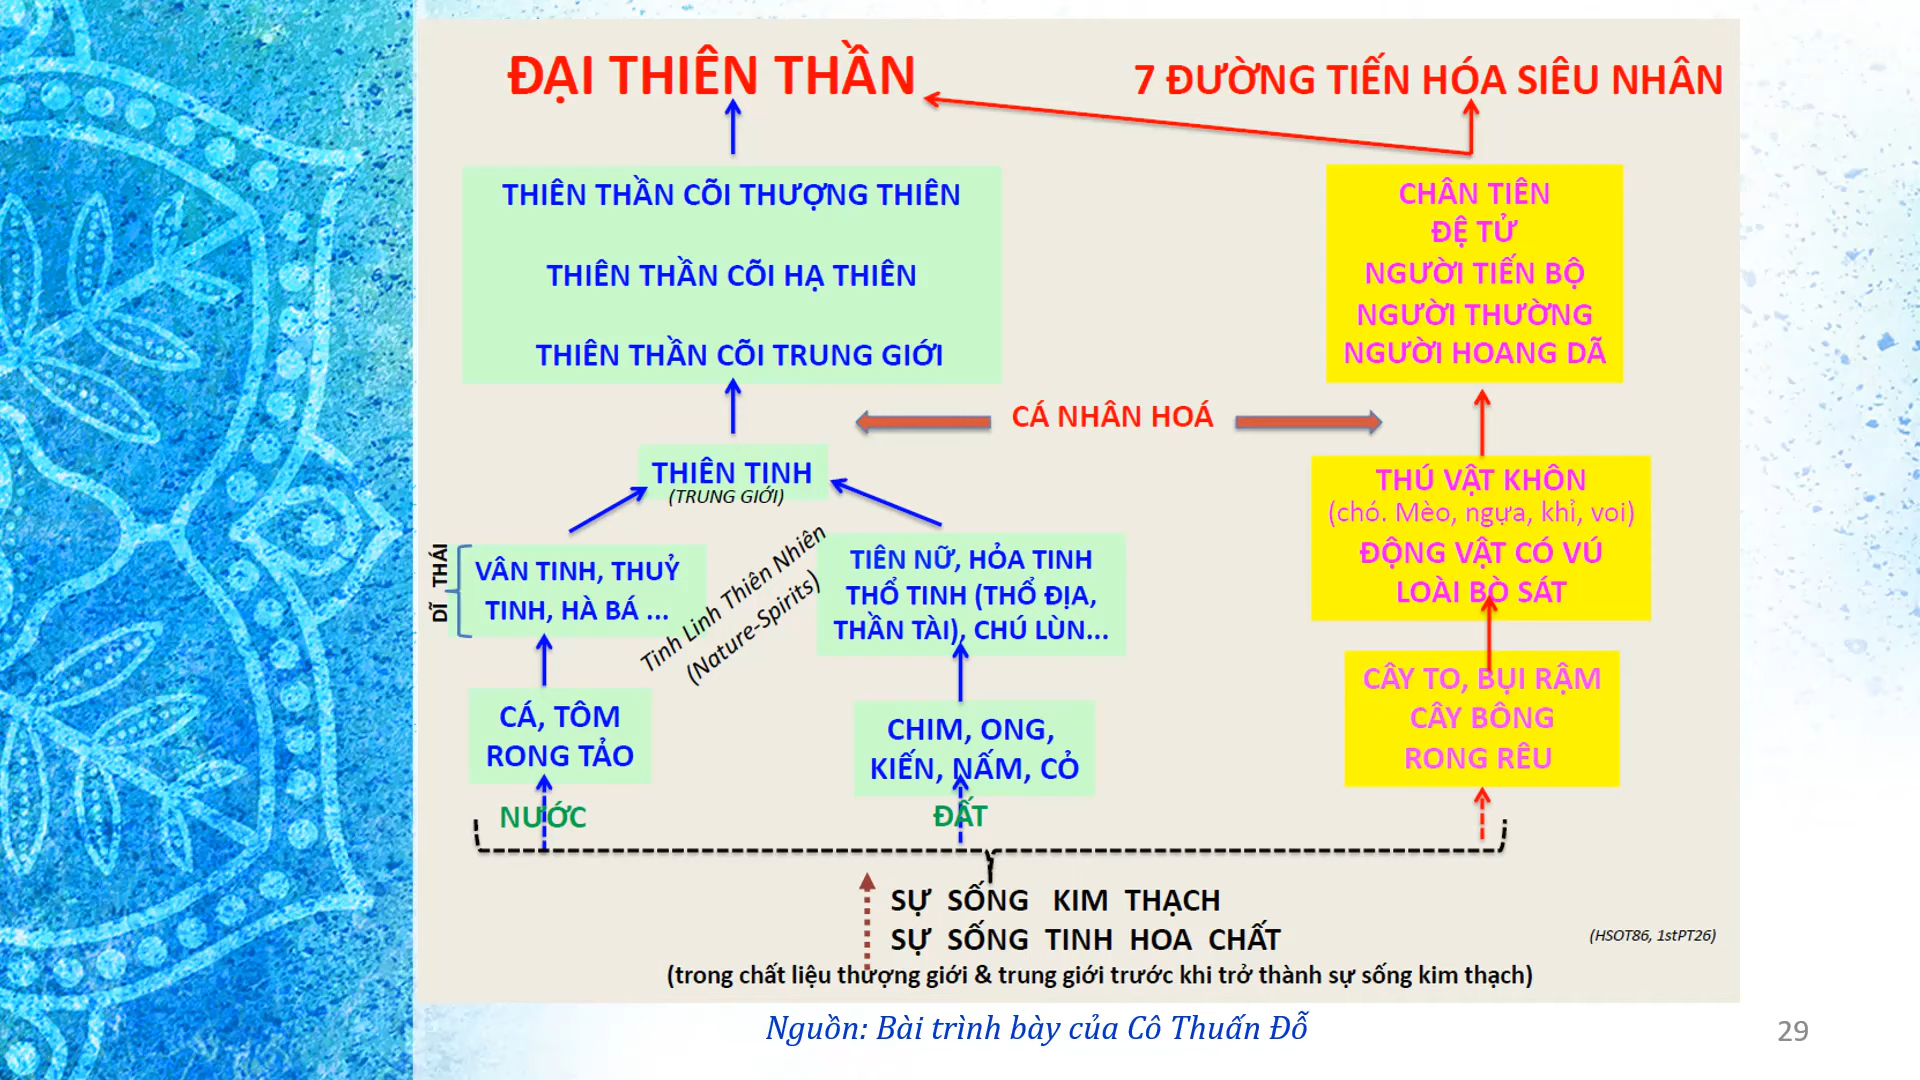 ĐẠI THIÊN THẦN
7 ĐƯỜNG TIẾN HÓA SIÊU NHÂN
THIÊN THẦN CÕI THƯỢNG THIÊN
THIÊN THẦN CÕI HẠ THIÊN
THIÊN THẦN CÕI TRUNG GIỚI
CHÂN TIÊN
ĐỆ TỬ
NGƯỜI TIẾN BỘ
NGƯỜI THƯỜNG
NGƯỜI HOANG DÃ
CÁ NHÂN HOÁ
THIÊN TINH
(TRUNG GIỚI)
THÚ VẬT KHÔN
(chó. Mèo, ngựa, khỉ, voi)
ĐỘNG VẬT CÓ VÚ
LOÀI BÒ SÁT
DĨ THÁI
VÂN TINH, THUỶ
TINH, HÀ BÁ ...
Tinh Linh Thiên Nhiên
(Nature-Spirits)
TIÊN NỮ, HỎA TINH
THỔ TINH (THỔ ĐỊA,
THẦN TÀI), CHÚ LÙN...
CÂY TO, BỤI RẬM
CÂY BÔNG
RONG RÊU
CÁ, TÔM
RONG TẢO
CHIM, ONG,
KIẾN, NẤM, CỎ
NƯỚC
ĐẤT
SỰ SỐNG KIM THẠCH
SỰ SỐNG TINH HOA CHẤT
(trong chất liệu thượng giới & trung giới trước khi trở thành sự sống kim thạch)
(HSOT86, 1stPT26)
Nguồn: Bài trình bày của Cô Thuấn Đỗ
29